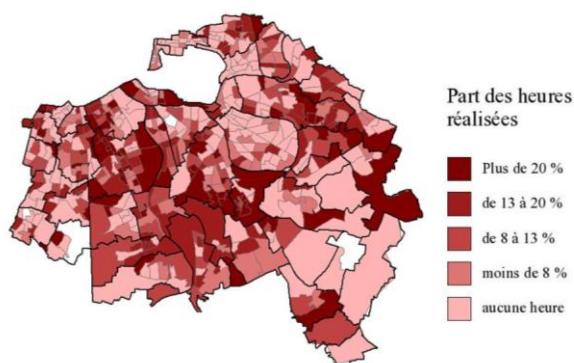 Part des heures
réalisées
Plus de 20 %
de 13 à 20 %
de 8 à 13 %
moins de 8 %
aucune heure